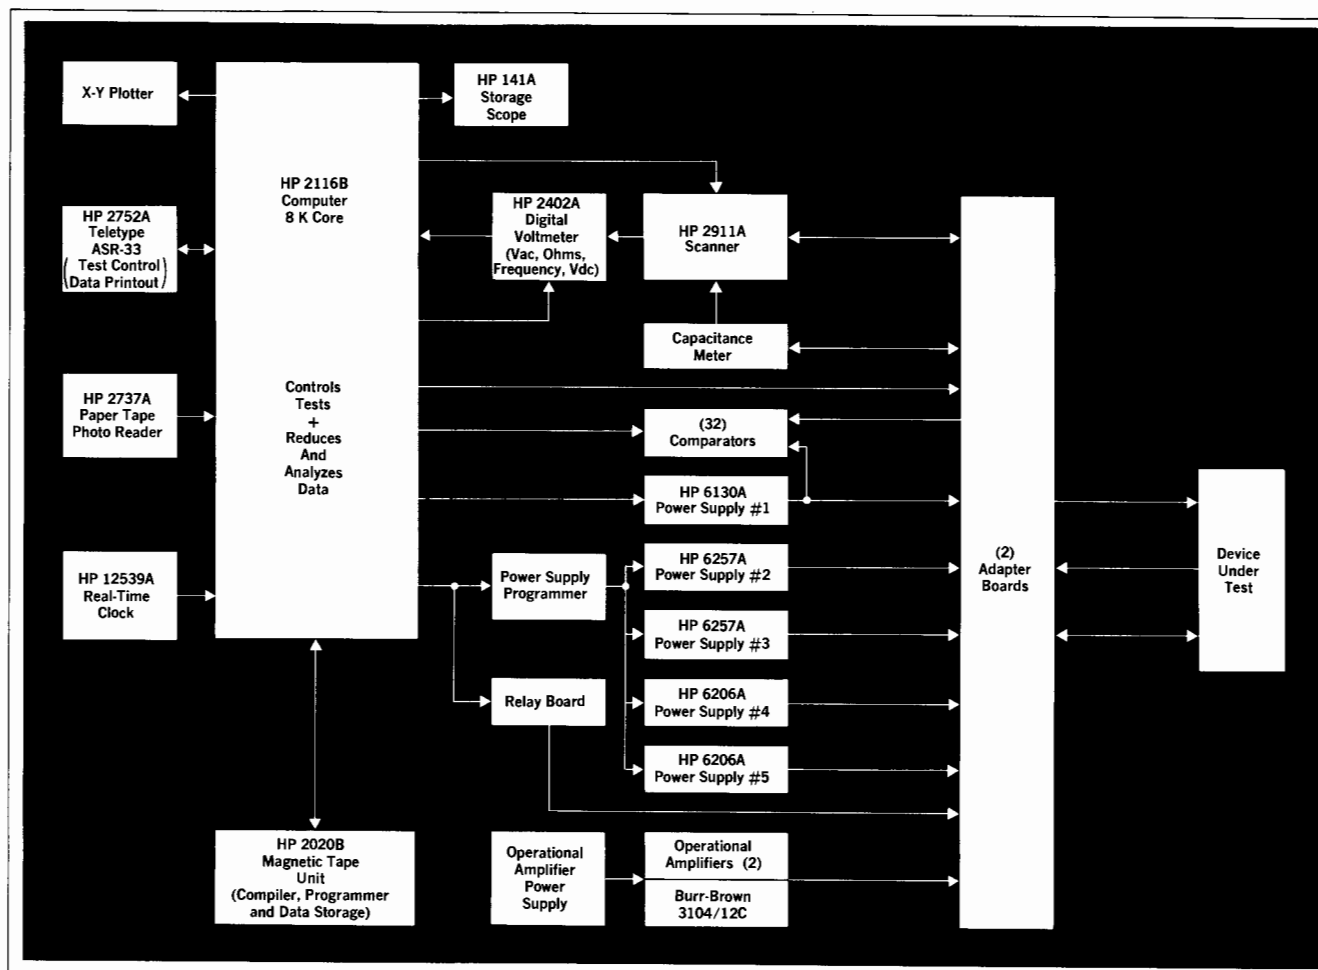 X-Y Plotter
HP 141A
Storage
Scope
HP 2116B
Computer
8 K Core
HP 2752A
Teletype
ASR-33
(Test Control
Data Printout)
HP 2402A
Digital
Voltmeter
(Vac, Ohms,
Frequency, Vdc)
HP 2911A
Scanner
Capacitance
Meter
HP 2737A
Paper Tape
Photo Reader
Controls
Tests
+
Reduces
And
Analyzes
Data
(32)
Comparators
HP 6130A
Power Supply #1
HP 12539A
Real-Time
Clock
Power Supply
Programmer
HP 6257A
Power Supply #2
HP 6257A
Power Supply #3
(2)
Adapter
Boards
Device
Under
Test
Relay Board
HP 6206A
Power Supply #4
HP 6206A
Power Supply #5
HP 2020B
Magnetic Tape
Unit
(Compiler, Programmer
and Data Storage)
Operational
Amplifier
Power
Supply
Operational
Amplifiers (2)
Burr-Brown
3104/12C